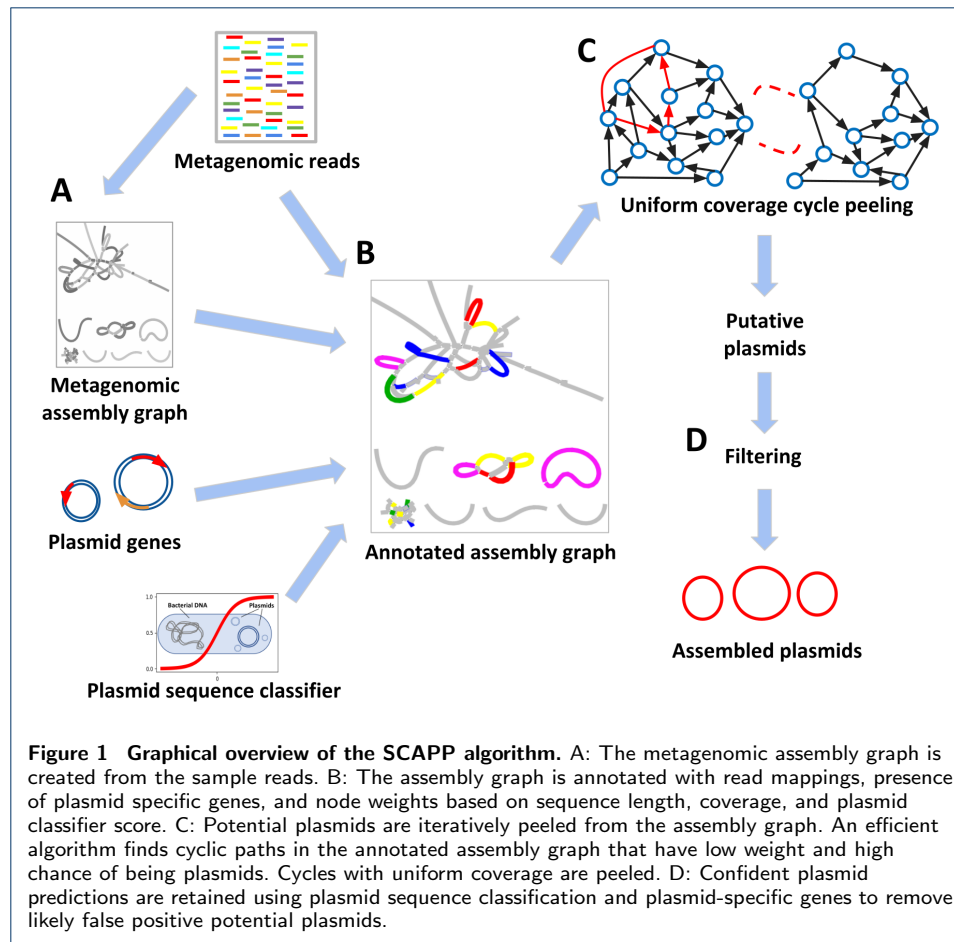 Metagenomic reads
A
Metagenomic
assembly graph
Plasmid genes
1.0
0.5
0.0
0
Bacterial DNA
Plasmids
Plasmid sequence classifier
B
Annotated assembly graph
C
Uniform coverage cycle peeling
Putative
plasmids
D
Filtering
Assembled plasmids
Figure 1 Graphical overview of the SCAPP algorithm. A: The metagenomic assembly graph is
created from the sample reads. B: The assembly graph is annotated with read mappings, presence
of plasmid specific genes, and node weights based on sequence length, coverage, and plasmid
classifier score. C: Potential plasmids are iteratively peeled from the assembly graph. An efficient
algorithm finds cyclic paths in the annotated assembly graph that have low weight and high
chance of being plasmids. Cycles with uniform coverage are peeled. D: Confident plasmid
predictions are retained using plasmid sequence classification and plasmid-specific genes to remove
likely false positive potential plasmids.